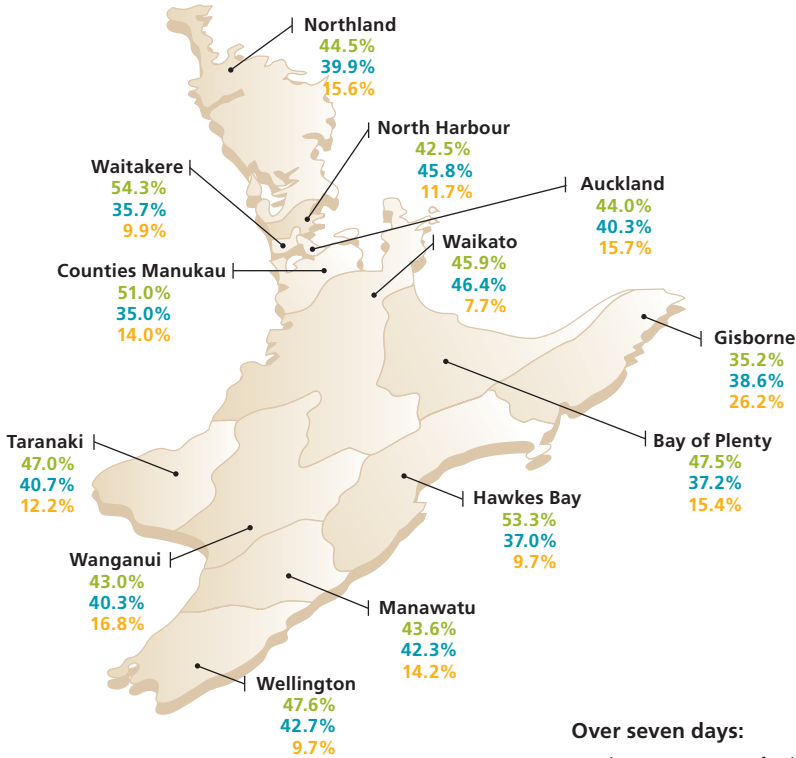 Northland
44.5%
39.9%
15.6%
North Harbour
42.5%
45.8%
11.7%
Waitakere
54.3%
35.7%
9.9%
Auckland
44.0%
40.3%
15.7%
Waikato
45.9%
46.4%
7.7%
Counties Manukau
51.0%
35.0%
14.0%
Gisborne
35.2%
38.6%
26.2%
Taranaki
47.0%
40.7%
12.2%
Bay of Plenty
47.5%
37.2%
15.4%
Hawkes Bay
53.3%
37.0%
9.7%
Wanganui
43.0%
40.3%
16.8%
Manawatu
43.6%
42.3%
14.2%
Wellington
47.6%
42.7%
9.7%
Over seven days: